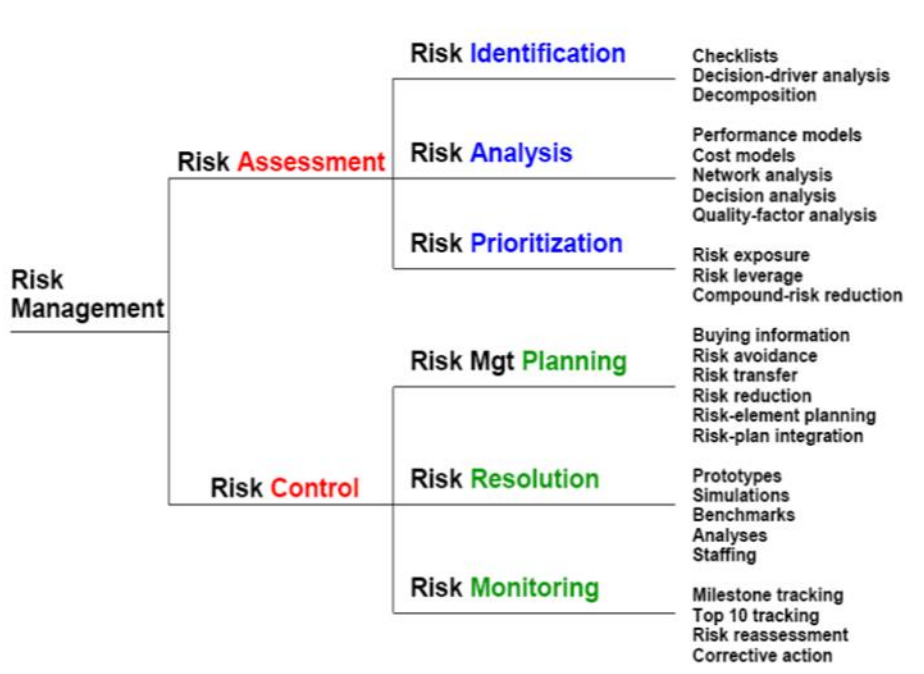 Risk
Management
Risk Assessment
Risk Identification
Checklists
Decision-driver analysis
Decomposition
Risk Analysis
Performance models
Cost models
Network analysis
Decision analysis
Quality-factor analysis
Risk Prioritization
Risk exposure
Risk leverage
Compound-risk reduction
Risk Control
Risk Mgt Planning
Buying information
Risk avoidance
Risk transfer
Risk reduction
Risk-element planning
Risk-plan integration
Risk Resolution
Prototypes
Simulations
Benchmarks
Analyses
Staffing
Risk Monitoring
Milestone tracking
Top 10 tracking
Risk reassessment
Corrective action